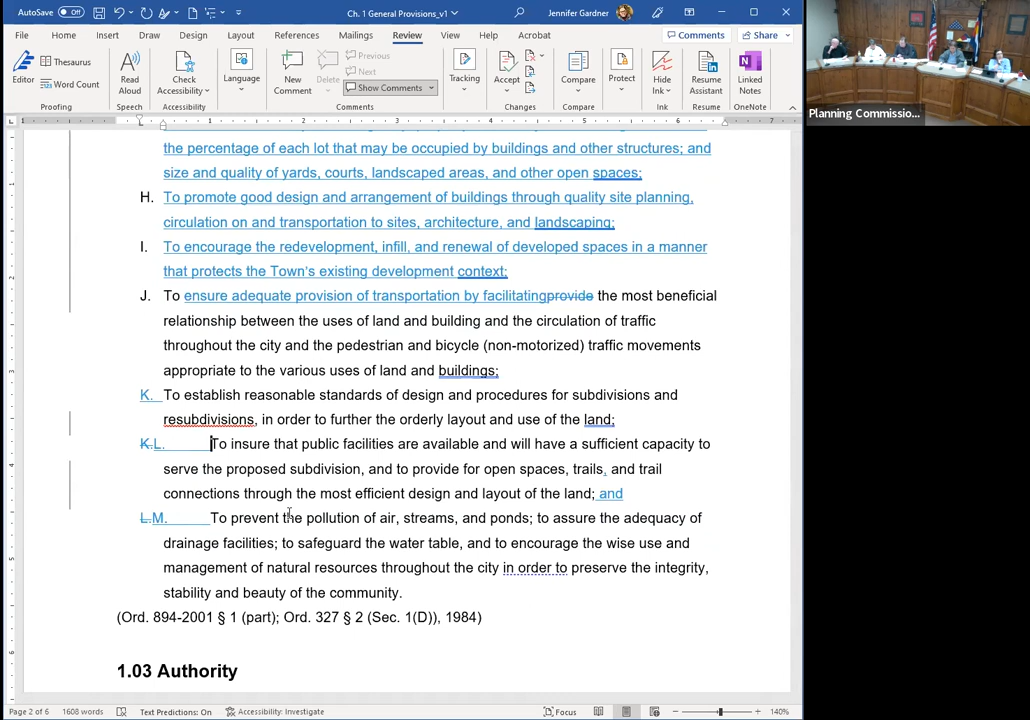 AutoSave Off Ch. 1 General Provisions_v1 Jennifer Gardner
File Home Insert Draw Design Layout References Mailings Review View Help Acrobat Comments Share
Thesaurus
Word Count
Editor
Proofing
Read Aloud
Speech
Check Accessibility
Accessibility
Language
New Comment
Delete
Previous
Next
Show Comments
Comments
Tracking
Accept
Changes
Compare
Compare
Protect
Hide Ink
Ink
Resume Assistant
Resume
Linked Notes
OneNote
Planning Commissio...
1 1 2 3 4 5 6 7
the percentage of each lot that may be occupied by buildings and other structures; and
size and quality of yards, courts, landscaped areas, and other open spaces;
H. To promote good design and arrangement of buildings through quality site planning,
circulation on and transportation to sites, architecture, and landscaping;
I. To encourage the redevelopment, infill, and renewal of developed spaces in a manner
that protects the Town's existing development context;
J. To ensure adequate provision of transportation by facilitatingprovide the most beneficial
relationship between the uses of land and building and the circulation of traffic
throughout the city and the pedestrian and bicycle (non-motorized) traffic movements
appropriate to the various uses of land and buildings;
K. To establish reasonable standards of design and procedures for subdivisions and
resubdivisions, in order to further the orderly layout and use of the land;
K.L. To insure that public facilities are available and will have a sufficient capacity to
serve the proposed subdivision, and to provide for open spaces, trails, and trail
connections through the most efficient design and layout of the land; and
L.M. To prevent the pollution of air, streams, and ponds; to assure the adequacy of
drainage facilities; to safeguard the water table, and to encourage the wise use and
management of natural resources throughout the city in order to preserve the integrity,
stability and beauty of the community.
(Ord. 894-2001 § 1 (part); Ord. 327 § 2 (Sec. 1(D)), 1984)
1.03 Authority
Page 2 of 6 1608 words Text Predictions: On Accessibility: Investigate Focus 140%